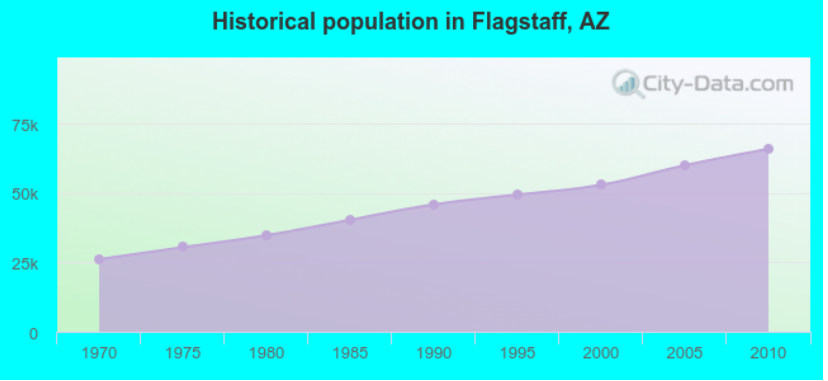 Historical population in Flagstaff, AZ
City-Data.com
75k
50k
25k
0
1970 1975 1980 1985 1990 1995 2000 2005 2010